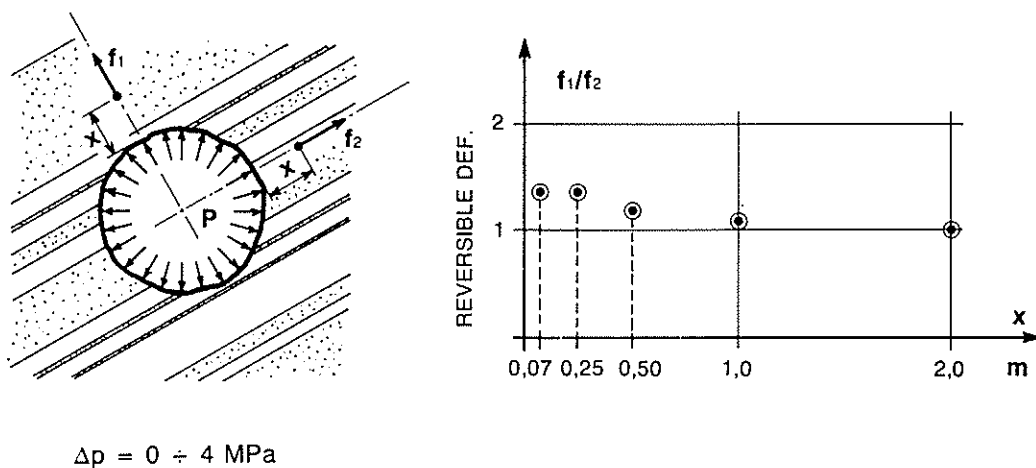 f₁
x
f₂
x
P
Δp = 0 ÷ 4 MPa
f₁/f₂
REVERSIBLE DEF.
2
1
x
0,07 0,25 0,50 1,0 2,0 m